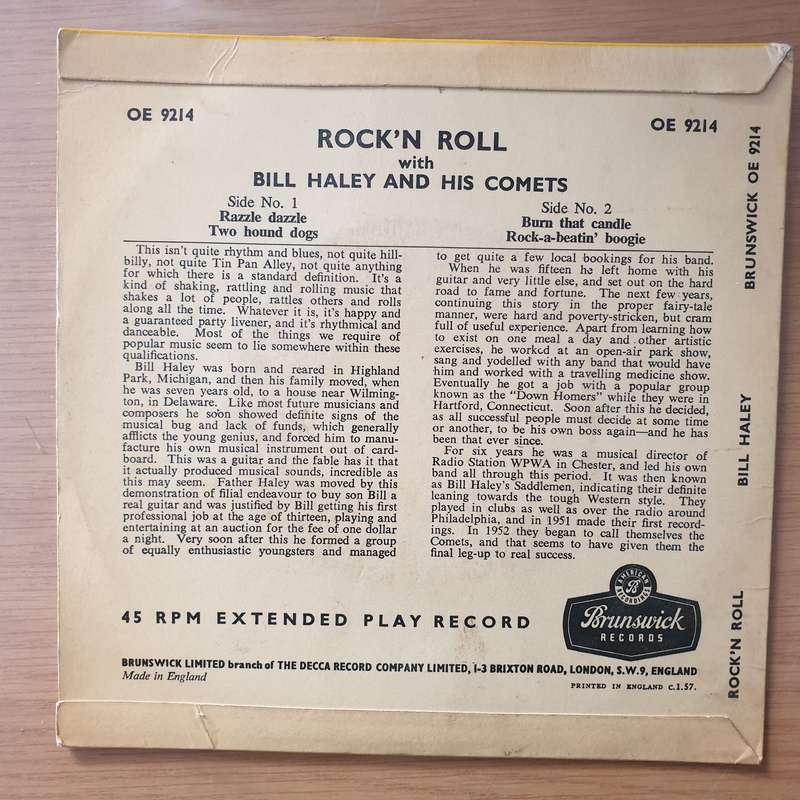 OE 9214
OE 9214
ROCK'N ROLL
with
BILL HALEY AND HIS COMETS
Side No. 1
Razzle dazzle
Two hound dogs
Side No. 2
Burn that candle
Rock-a-beatin' boogie
This isn't quite rhythm and blues, not quite hill-
billy, not quite Tin Pan Alley, not quite anything
for which there is a standard definition. It's a
kind of shaking, rattling and rolling music that
shakes a lot of people, rattles others and rolls
along all the time. Whatever it is, it's happy and
a guaranteed party livener, and it's rhythmical and
danceable. Most of the things we require of
popular music seem to lie somewhere within these
qualifications.
Bill Haley was born and reared in Highland
Park, Michigan, and then his family moved, when
he was seven years old, to a house near Wilming-
ton, in Delaware. Like most future musicians and
composers he soon showed definite signs of the
musical bug and lack of funds, which generally
afflicts the young genius, and forced him to manu-
facture his own musical instrument out of card-
board. This was a guitar and the fable has it that
it actually produced musical sounds, incredible as
this may seem. Father Haley was moved by this
demonstration of filial endeavour to buy son Bill a
real guitar and was justified by Bill getting his first
professional job at the age of thirteen, playing and
entertaining at an auction for the fee of one dollar
a night. Very soon after this he formed a group
of equally enthusiastic youngsters and managed
to get quite a few local bookings for his band.
When he was fifteen he left home with his
guitar and very little else, and set out on the hard
road to fame and fortune. The next few years,
continuing this story in the proper fairy-tale
manner, were hard and poverty-stricken, but cram
full of useful experience. Apart from learning how
to exist on one meal a day and other artistic
exercises, he worked at an open-air park show,
sang and yodelled with any band that would have
him and worked with a travelling medicine show.
Eventually he got a job with a popular group
known as the "Down Homers" while they were in
Hartford, Connecticut. Soon after this he decided,
as all successful people must decide at some time
or another, to be his own boss again—and he has
been that ever since.
For six years he was a musical director of
Radio Station WPWA in Chester, and led his own
band all through this period. It was then known
as Bill Haley's Saddlemen, indicating their definite
leaning towards the tough Western style. They
played in clubs as well as over the radio around
Philadelphia, and in 1951 made their first record-
ings. In 1952 they began to call themselves the
Comets, and that seems to have given them the
final leg-up to real success.
45 RPM EXTENDED PLAY RECORD
AMERICAN
B
RECORDINGS
Brunswick
RECORDS
BRUNSWICK LIMITED branch of THE DECCA RECORD COMPANY LIMITED, 1-3 BRIXTON ROAD, LONDON, S.W.9, ENGLAND
Made in England
PRINTED IN ENGLAND C.1.57.
ROCK'N ROLL
BILL HALEY
BRUNSWICK OE 9214